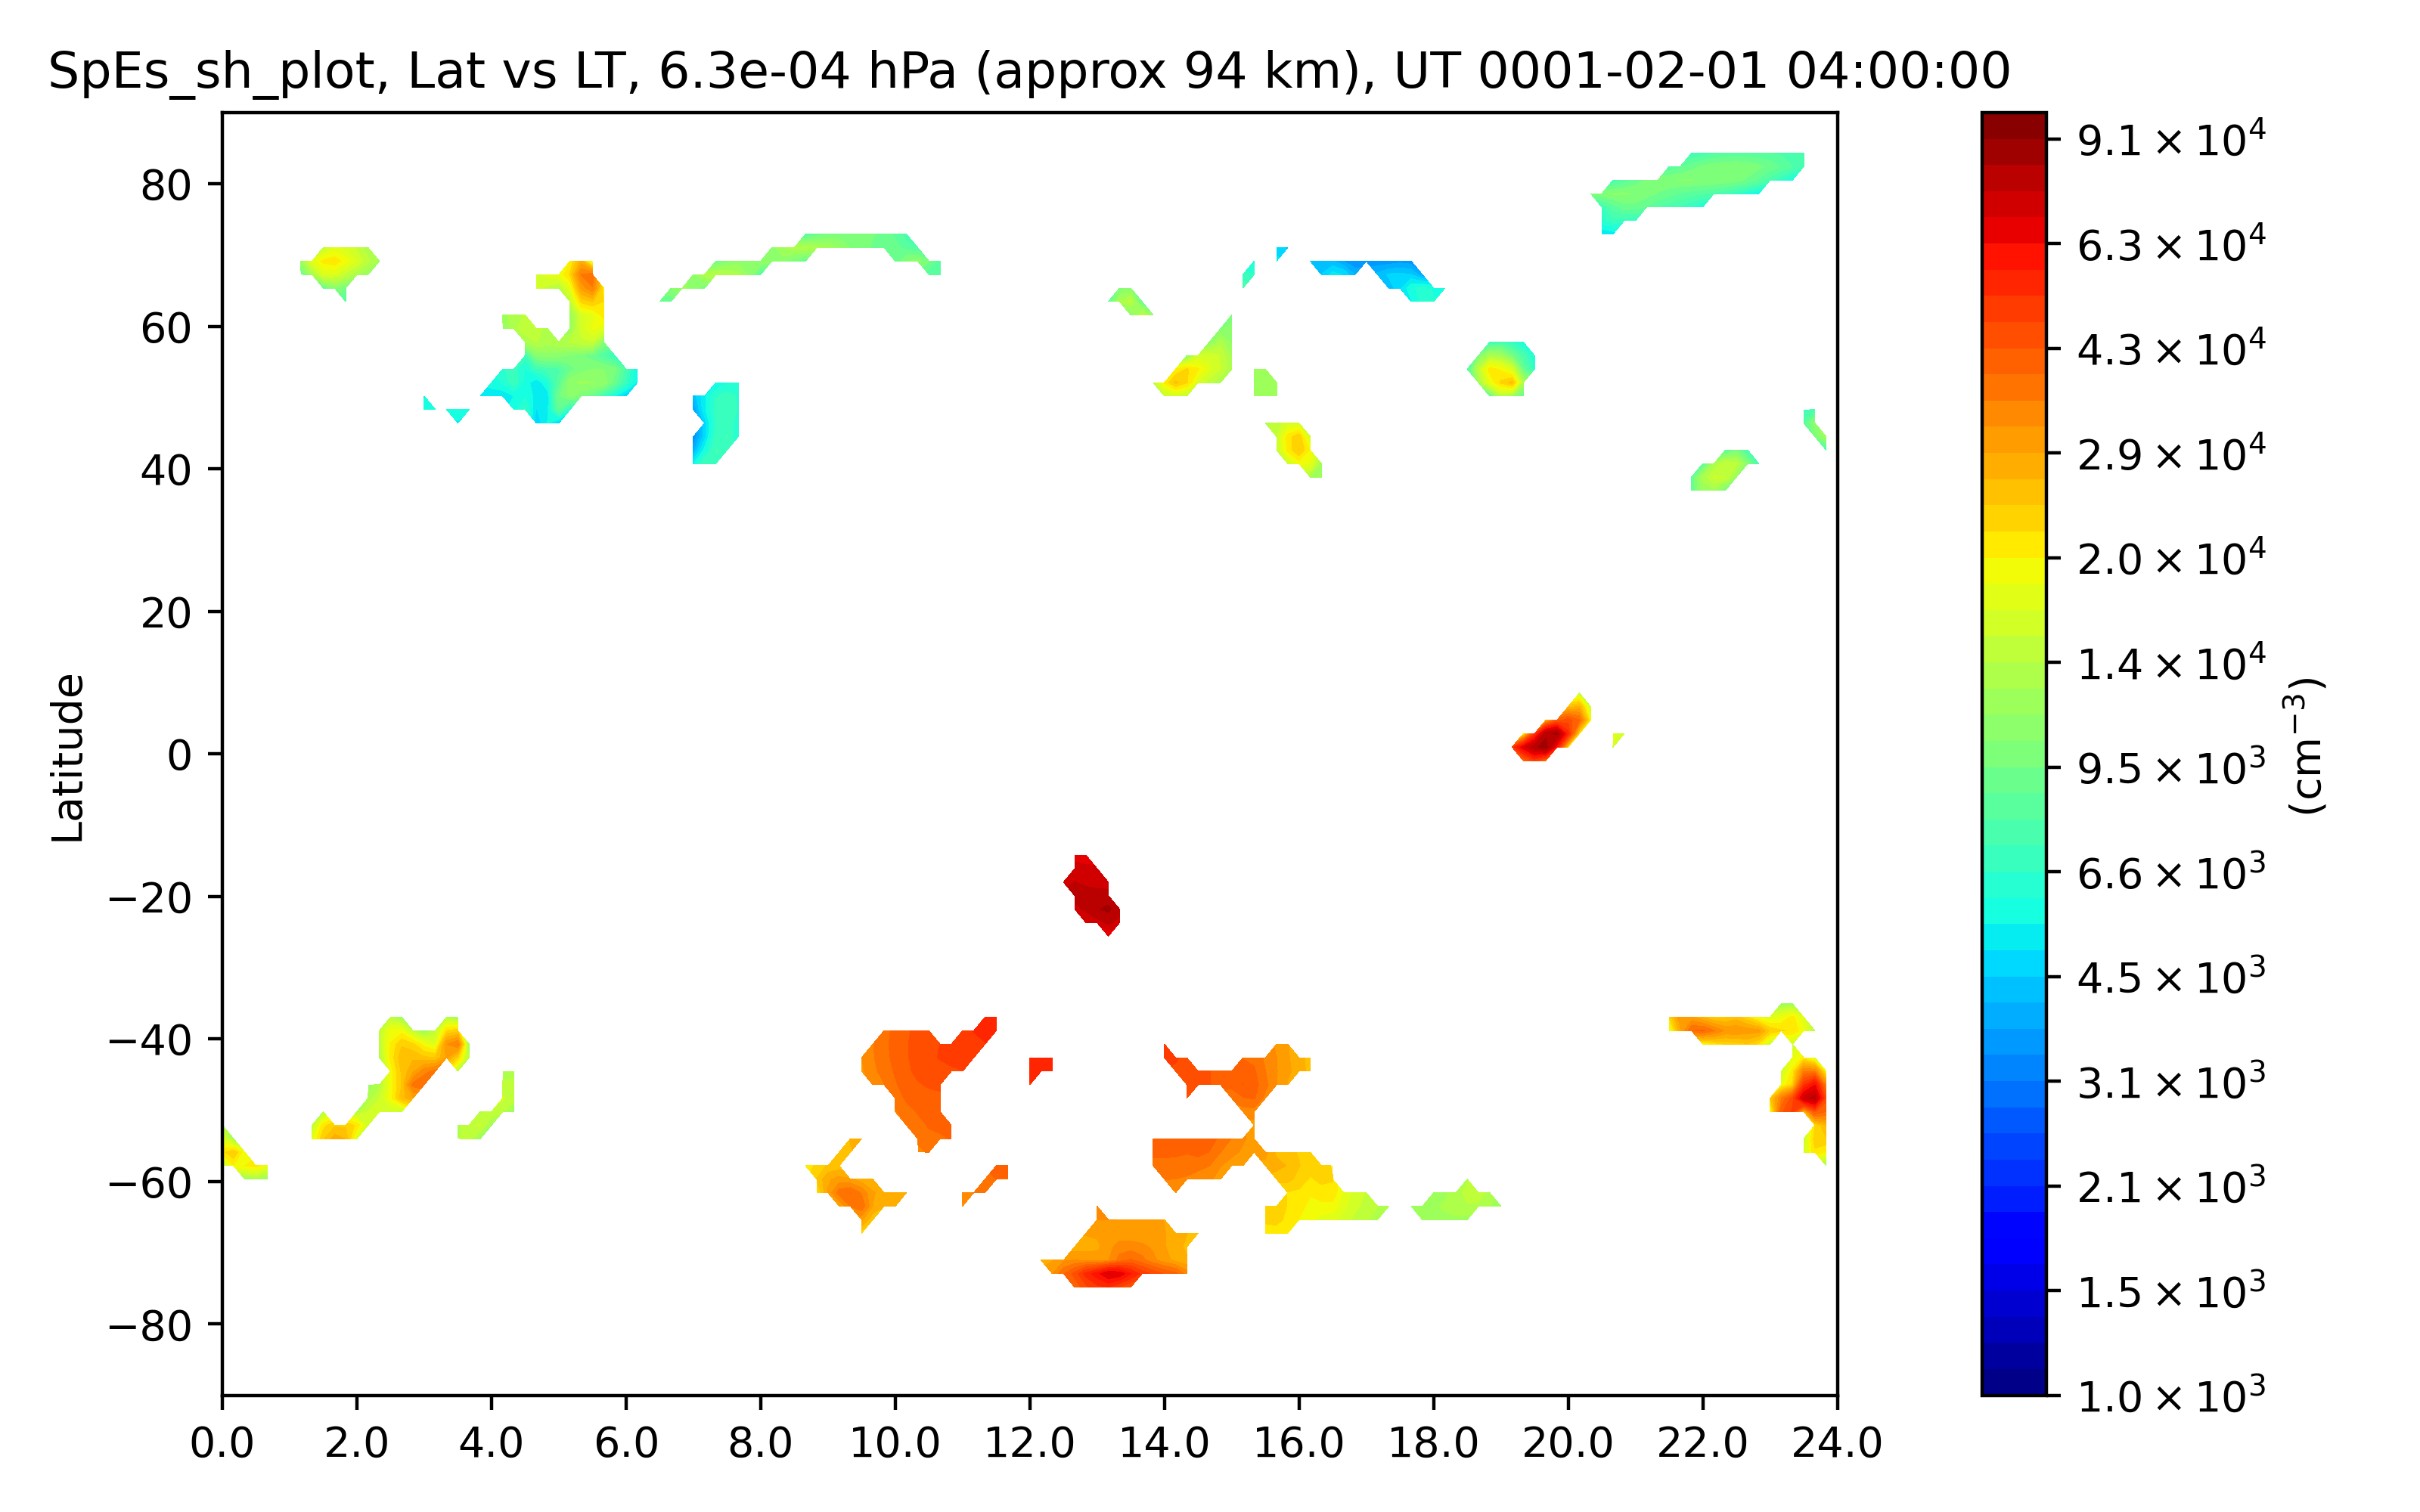 SpEs_sh_plot, Lat vs LT, 6.3e-04 hPa (approx 94 km), UT 0001-02-01 04:00:00
Latitude
80
60
40
20
0
−20
−40
−60
−80
0.0 2.0 4.0 6.0 8.0 10.0 12.0 14.0 16.0 18.0 20.0 22.0 24.0
9.1 × 10⁴
6.3 × 10⁴
4.3 × 10⁴
2.9 × 10⁴
2.0 × 10⁴
1.4 × 10⁴
9.5 × 10³
6.6 × 10³
4.5 × 10³
3.1 × 10³
2.1 × 10³
1.5 × 10³
1.0 × 10³
(cm⁻³)